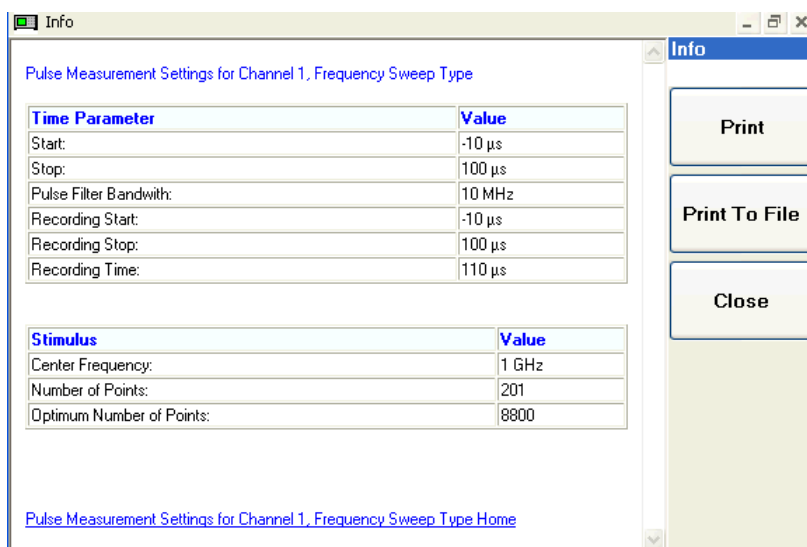 Info
Info
Pulse Measurement Settings for Channel 1, Frequency Sweep Type
Time Parameter Value
Start: -10 µs
Stop: 100 µs
Pulse Filter Bandwith: 10 MHz
Recording Start: -10 µs
Recording Stop: 100 µs
Recording Time: 110 µs
Stimulus Value
Center Frequency: 1 GHz
Number of Points: 201
Optimum Number of Points: 8800
Pulse Measurement Settings for Channel 1, Frequency Sweep Type Home
Print
Print To File
Close